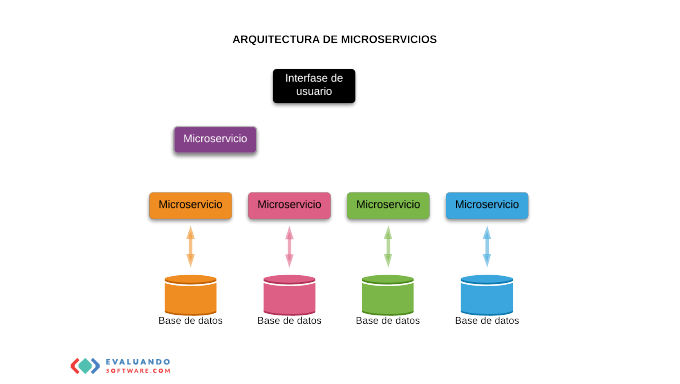 ARQUITECTURA DE MICROSERVICIOS
Interfase de
usuario
Microservicio
Microservicio
Microservicio
Microservicio
Microservicio
Base de datos
Base de datos
Base de datos
Base de datos
EVALUANDO
SOFTWARE.COM